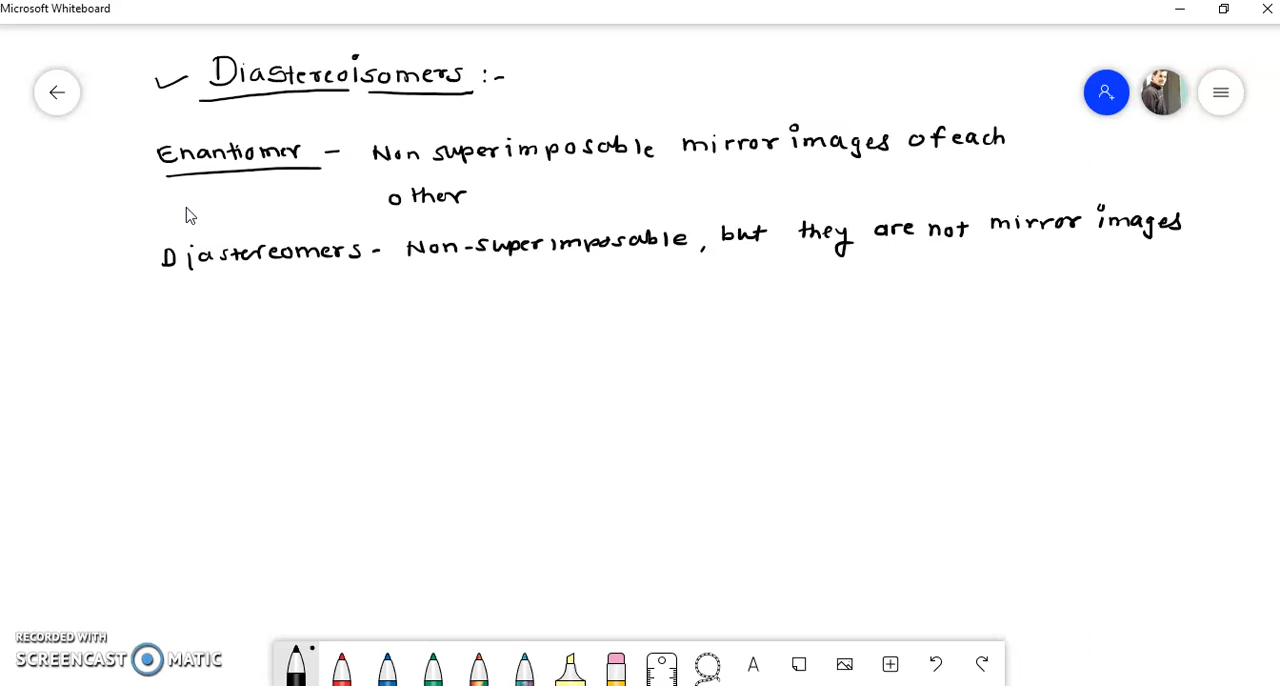 Microsoft Whiteboard
Diastereoisomers :-
Enantiomer - Non superimposable mirror images of each
other
Diastereomers - Non-superimposable, but they are not mirror images
RECORDED WITH
SCREENCAST MATIC
A